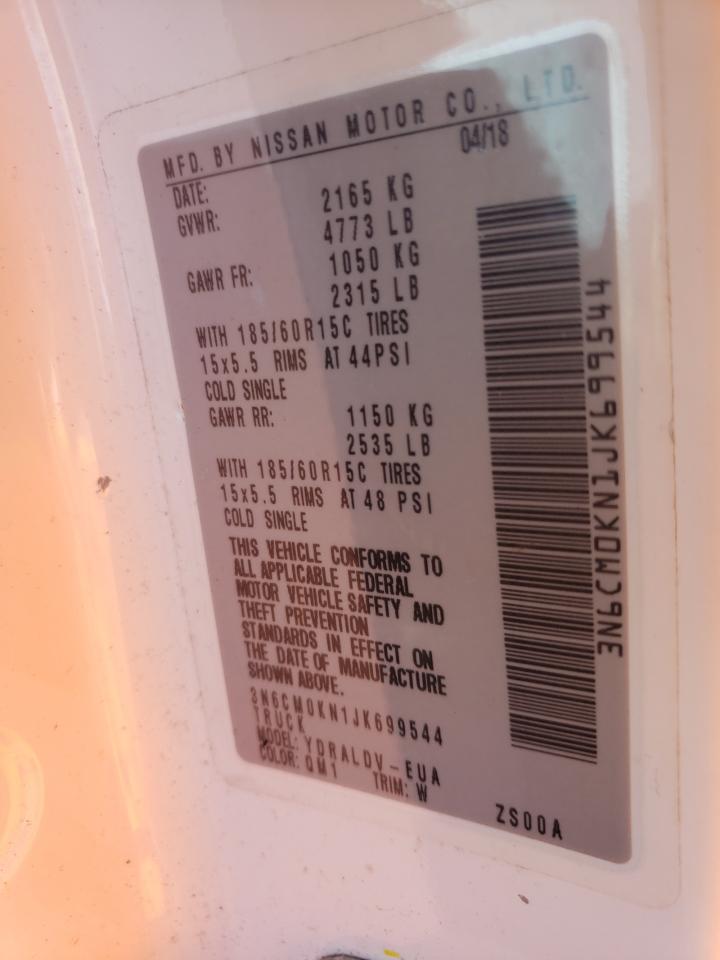 MFD. BY NISSAN MOTOR CO., LTD.
DATE: 04/18
GVWR: 2165 KG
4773 LB
GAWR FR: 1050 KG
2315 LB
WITH 185/60R15C TIRES
15x5.5 RIMS AT 44PSI
COLD SINGLE
GAWR RR: 1150 KG
2535 LB
WITH 185/60R15C TIRES
15x5.5 RIMS AT 48 PSI
COLD SINGLE
THIS VEHICLE CONFORMS TO
ALL APPLICABLE FEDERAL
MOTOR VEHICLE SAFETY AND
THEFT PREVENTION
STANDARDS IN EFFECT ON
THE DATE OF MANUFACTURE
SHOWN ABOVE.
3N6CM0KN1JK699544
TRUCK
MODEL: YDRALDV-EUA
COLOR: QM1 TRIM: W
ZS00A
3N6CM0KN1JK699544